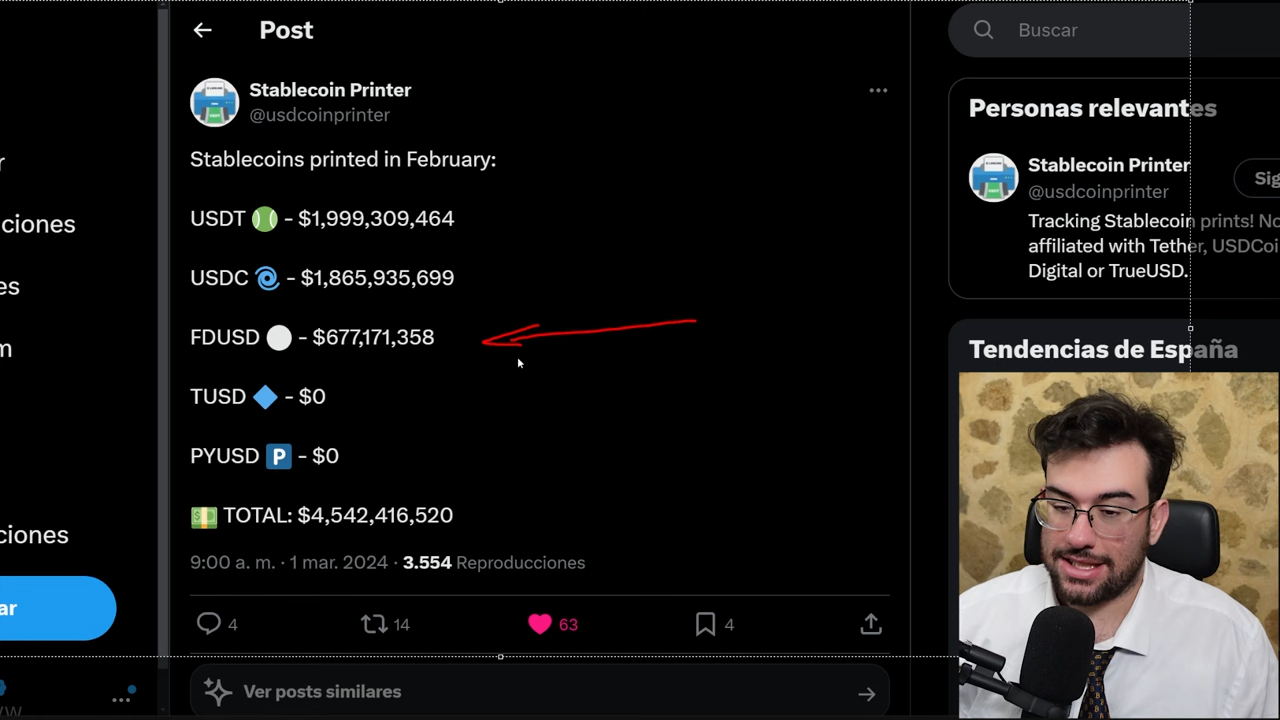 Post
Buscar
Stablecoin Printer
@usdcoinprinter
Stablecoins printed in February:
USDT - $1,999,309,464
USDC - $1,865,935,699
FDUSD - $677,171,358
TUSD - $0
PYUSD P - $0
TOTAL: $4,542,416,520
9:00 a. m. · 1 mar. 2024 · 3.554 Reproducciones
4
14
63
4
Ver posts similares
Personas relevantes
Stablecoin Printer
@usdcoinprinter
Sig
Tracking Stablecoin prints! No
affiliated with Tether, USDCoi
Digital or TrueUSD.
Tendencias de España
r
ciones
es
m
ciones
ar